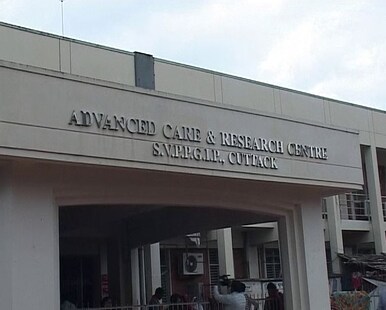 ADVANCED CARE & RESEARCH CENTRE
S.V.P.P.G.I.P., CUTTACK